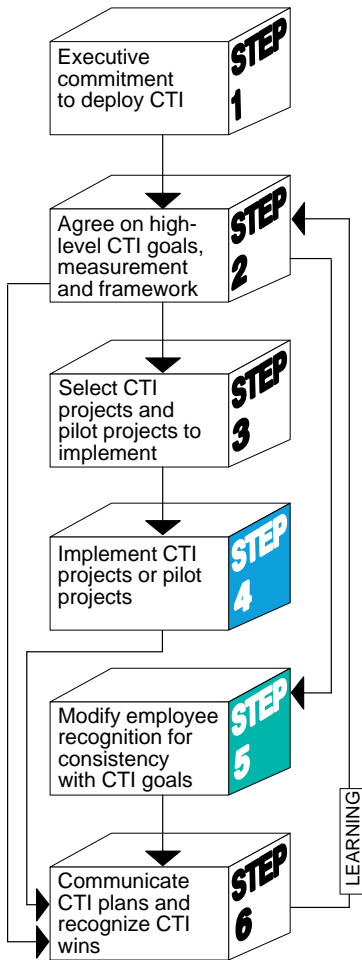 Executive
commitment
to deploy CTI
STEP
1
Agree on high-
level CTI goals,
measurement
and framework
STEP
2
Select CTI
projects and
pilot projects to
implement
STEP
3
Implement CTI
projects or pilot
projects
STEP
4
Modify employee
recognition for
consistency
with CTI goals
STEP
5
Communicate
CTI plans and
recognize CTI
wins
STEP
6
LEARNING